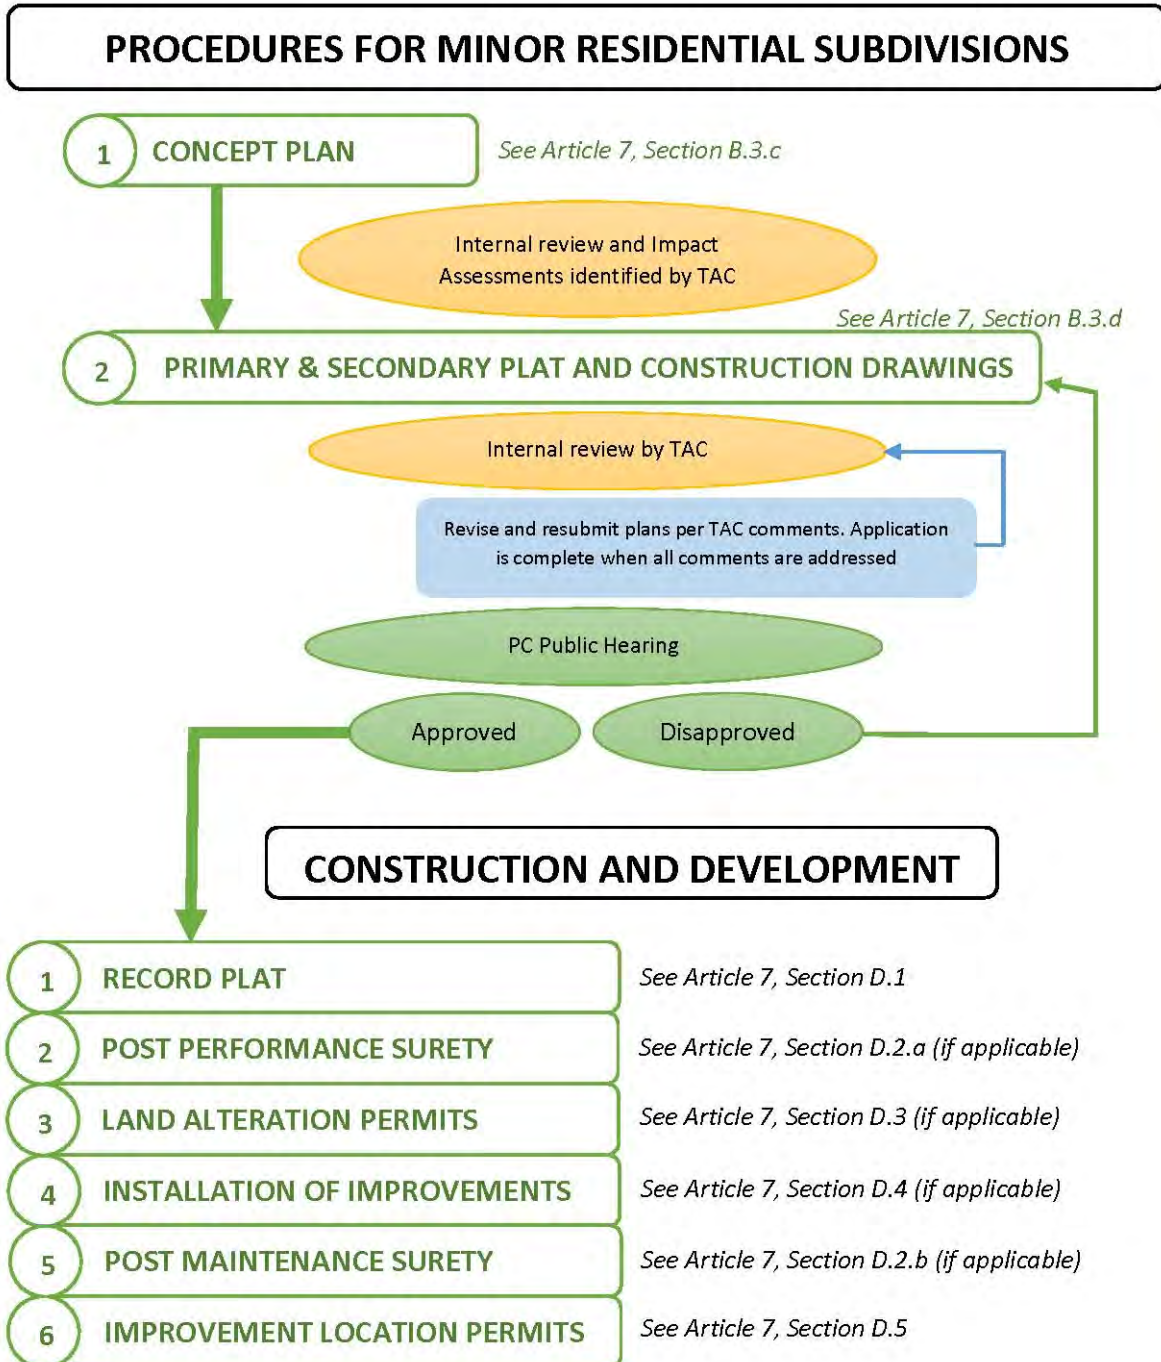 PROCEDURES FOR MINOR RESIDENTIAL SUBDIVISIONS
1 CONCEPT PLAN
See Article 7, Section B.3.c
Internal review and Impact
Assessments identified by TAC
See Article 7, Section B.3.d
2 PRIMARY & SECONDARY PLAT AND CONSTRUCTION DRAWINGS
Internal review by TAC
Revise and resubmit plans per TAC comments. Application
is complete when all comments are addressed
PC Public Hearing
Approved
Disapproved
CONSTRUCTION AND DEVELOPMENT
1 RECORD PLAT
See Article 7, Section D.1
2 POST PERFORMANCE SURETY
See Article 7, Section D.2.a (if applicable)
3 LAND ALTERATION PERMITS
See Article 7, Section D.3 (if applicable)
4 INSTALLATION OF IMPROVEMENTS
See Article 7, Section D.4 (if applicable)
5 POST MAINTENANCE SURETY
See Article 7, Section D.2.b (if applicable)
6 IMPROVEMENT LOCATION PERMITS
See Article 7, Section D.5